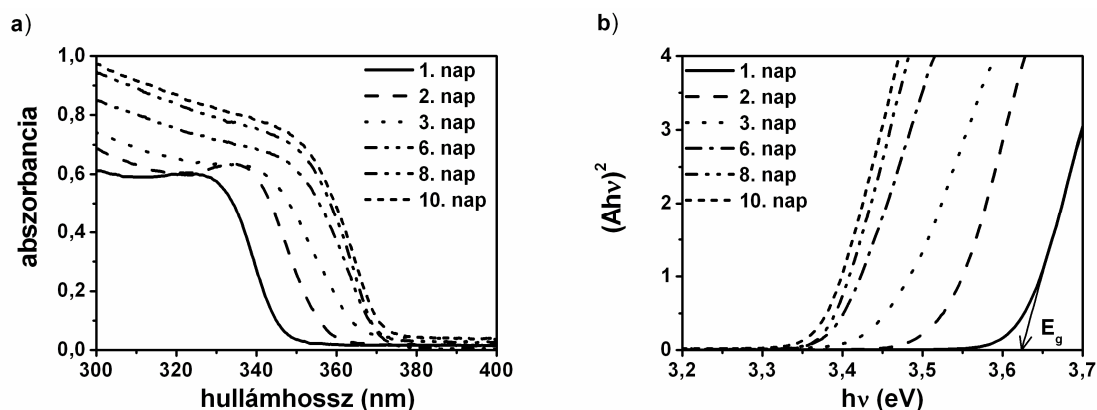 a)
1,0
0,8
0,6
0,4
0,2
0,0
abszorbancia
300 320 340 360 380 400
hullámhossz (nm)
1. nap
2. nap
3. nap
6. nap
8. nap
10. nap
b)
4
3
2
1
0
(Ahν)²
3,2 3,3 3,4 3,5 3,6 3,7
hν (eV)
1. nap
2. nap
3. nap
6. nap
8. nap
10. nap
Eg